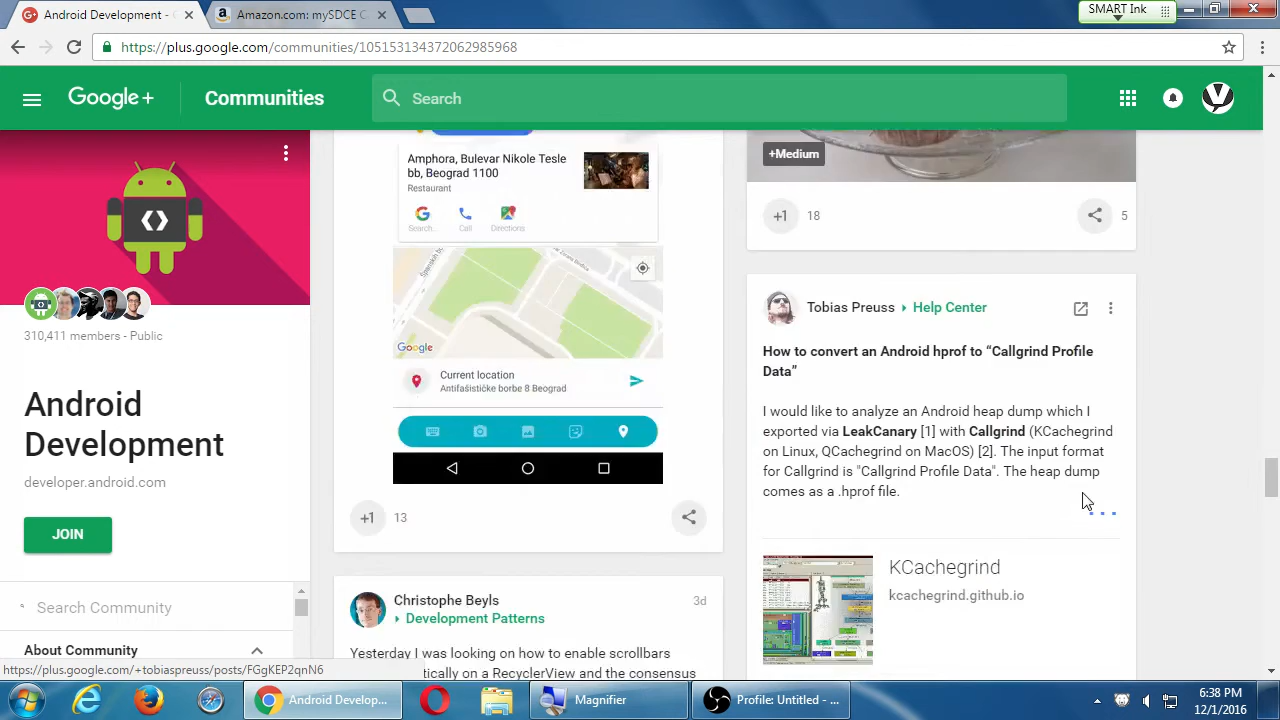 Android Development - G
Amazon.com: mySDCE C
SMART Ink
https://plus.google.com/communities/105153134372062985968
Google+
Communities
Search
310,411 members - Public
Android
Development
developer.android.com
JOIN
Search Community
About Community
Amphora, Bulevar Nikole Tesle
bb, Beograd 1100
Restaurant
Search...
Call
Directions
Google
Current location
Antifašističke borbe 8 Beograd
+1
13
Christophe Beyls
3d
Development Patterns
Yesterday I was looking on how to enable scrollbars
tically on a RecyclerView and the consensus
+Medium
+1
18
5
Tobias Preuss
Help Center
How to convert an Android hprof to “Callgrind Profile
Data”
I would like to analyze an Android heap dump which I
exported via LeakCanary [1] with Callgrind (KCachegrind
on Linux, QCachegrind on MacOS) [2]. The input format
for Callgrind is "Callgrind Profile Data". The heap dump
comes as a .hprof file.
KCachegrind
kcachegrind.github.io
https://plus.google.com/+tobiaspreuss/posts/FGgKEP2qnN6
Android Develop...
Magnifier
Profile: Untitled - ...
6:38 PM
12/1/2016